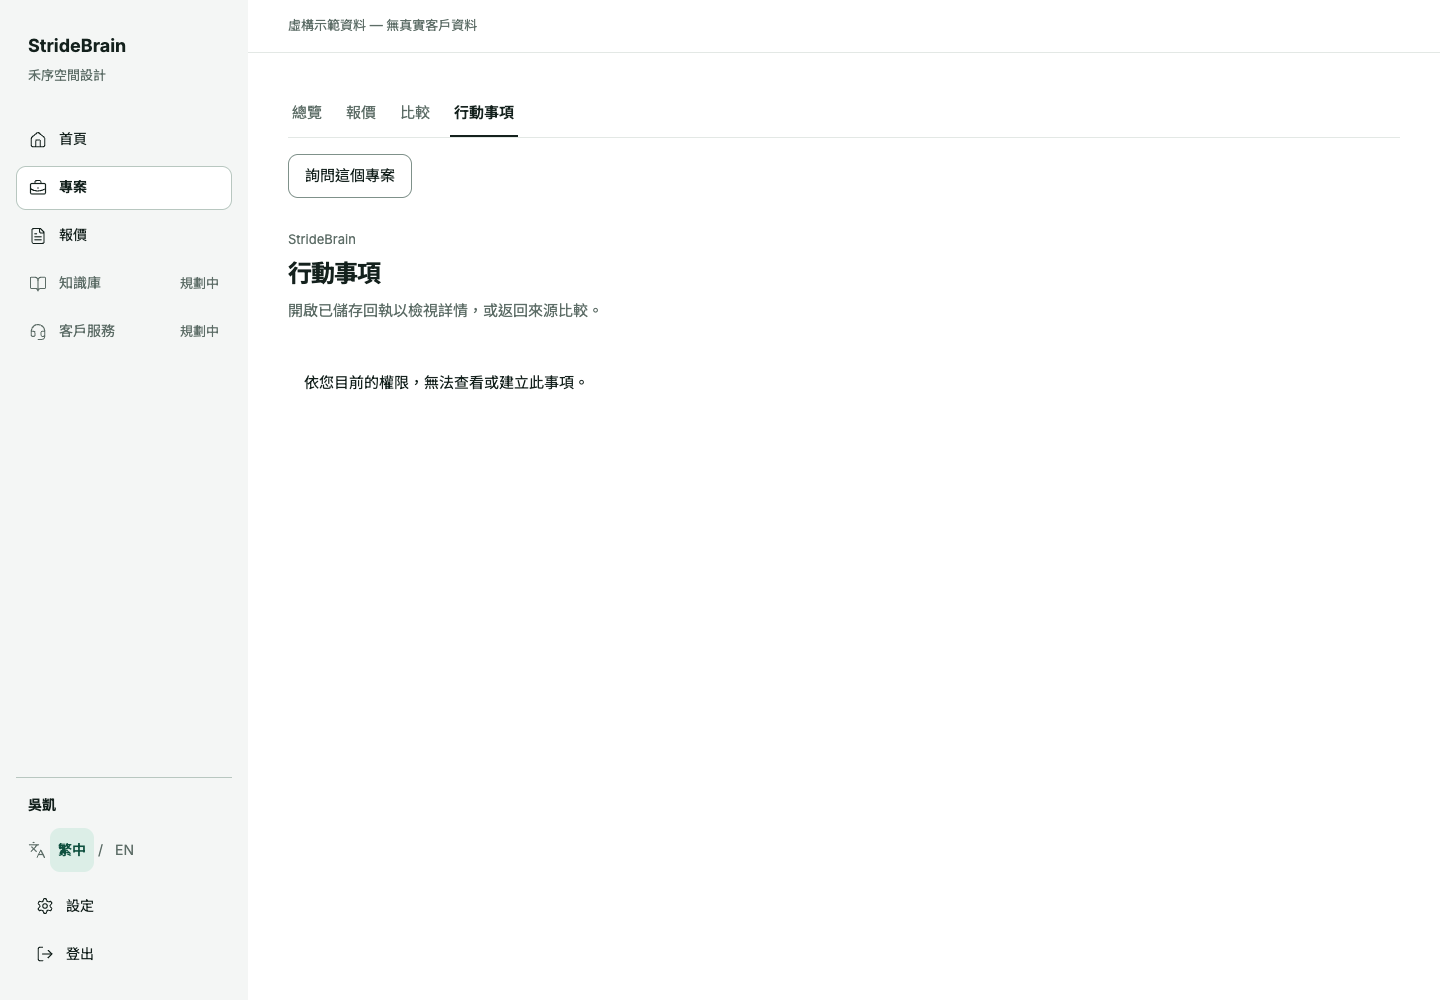 StrideBrain
禾序空間設計
首頁
專案
報價
知識庫 規劃中
客戶服務 規劃中
吳凱
繁中 / EN
設定
登出
虛構示範資料 — 無真實客戶資料
總覽 報價 比較 行動事項
詢問這個專案
StrideBrain
行動事項
開啟已儲存回執以檢視詳情，或返回來源比較。
依您目前的權限，無法查看或建立此事項。